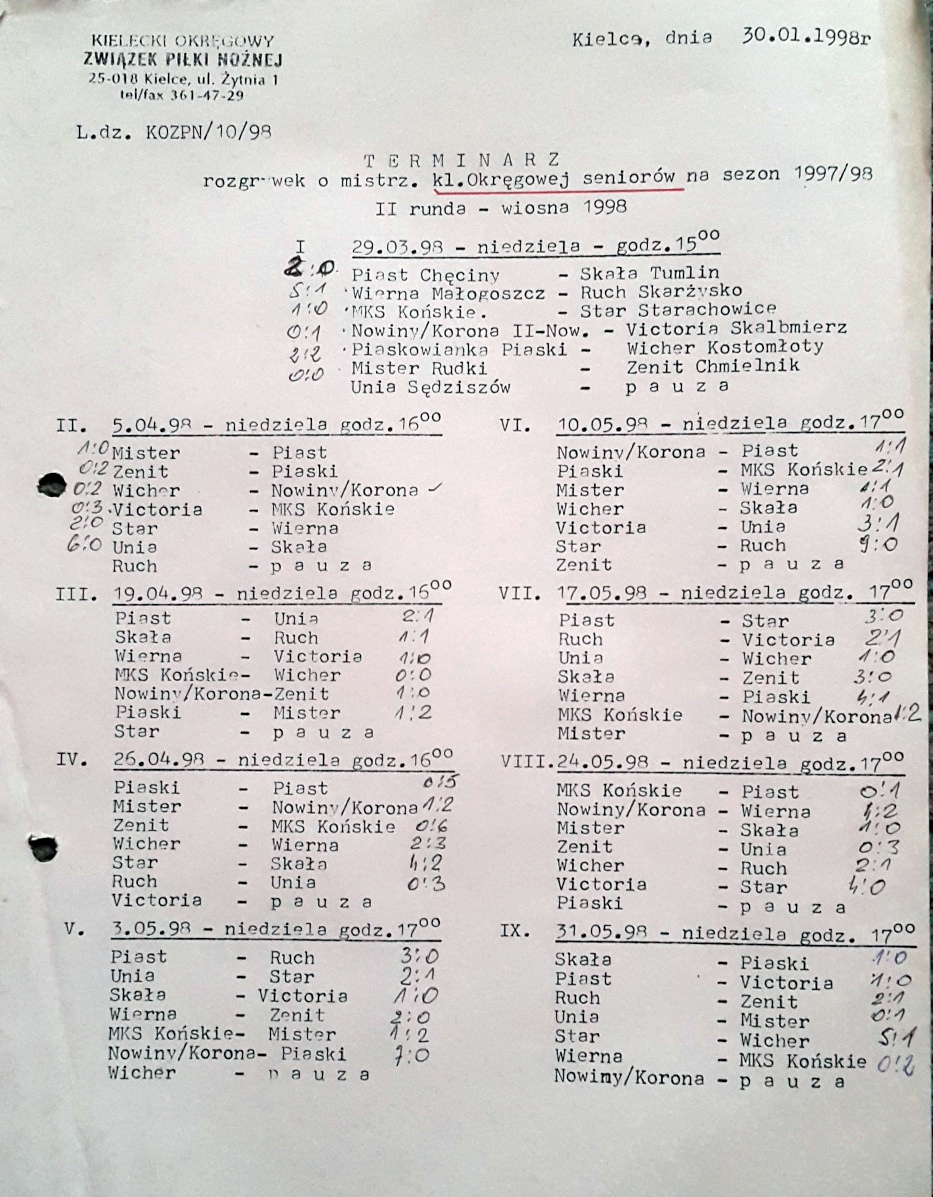 KIELECKI OKRĘGOWY
ZWIĄZEK PIŁKI NOŻNEJ
25-018 Kielce, ul. Żytnia 1
tel/fax 361-47-29
Kielce, dnia 30.01.1998r
L.dz. KOZPN/10/98
T E R M I N A R Z
rozgrywek o mistrz. kl.Okręgowej seniorów na sezon 1997/98
II runda - wiosna 1998
I 29.03.98 - niedziela - godz.15⁰⁰
2:0 Piast Chęciny - Skała Tumlin
5:1 Wierna Małogoszcz - Ruch Skarżysko
1:0 MKS Końskie. - Star Starachowice
0:1 Nowiny/Korona II-Now. - Victoria Skalbmierz
2:2 Piaskowianka Piaski - Wicher Kostomłoty
0:0 Mister Rudki - Zenit Chmielnik
Unia Sędziszów - p a u z a
II. 5.04.98 - niedziela godz.16⁰⁰
1:0 Mister - Piast
0:2 Zenit - Piaski
0:2 Wicher - Nowiny/Korona ✓
0:3 Victoria - MKS Końskie
2:0 Star - Wierna
6:0 Unia - Skała
Ruch - p a u z a
III. 19.04.98 - niedziela godz.16⁰⁰
Piast - Unia 2:1
Skała - Ruch 1:1
Wierna - Victoria 1:0
MKS Końskie- Wicher 0:0
Nowiny/Korona-Zenit 1:0
Piaski - Mister 1:2
Star - p a u z a
IV. 26.04.98 - niedziela godz.16⁰⁰
Piaski - Piast 0:5
Mister - Nowiny/Korona 1:2
Zenit - MKS Końskie 0:6
Wicher - Wierna 2:3
Star - Skała 4:2
Ruch - Unia 0:3
Victoria - p a u z a
V. 3.05.98 - niedziela godz.17⁰⁰
Piast - Ruch 3:0
Unia - Star 2:1
Skała - Victoria 1:0
Wierna - Zenit 2:0
MKS Końskie- Mister 1:2
Nowiny/Korona- Piaski 7:0
Wicher - p a u z a
VI. 10.05.98 - niedziela godz.17⁰⁰
Nowiny/Korona - Piast 1:1
Piaski - MKS Końskie 2:1
Mister - Wierna 1:1
Wicher - Skała 1:0
Victoria - Unia 3:1
Star - Ruch 9:0
Zenit - p a u z a
VII. 17.05.98 - niedziela godz. 17⁰⁰
Piast - Star 3:0
Ruch - Victoria 2:1
Unia - Wicher 1:0
Skała - Zenit 3:0
Wierna - Piaski 4:1
MKS Końskie - Nowiny/Korona 1:2
Mister - p a u z a
VIII. 24.05.98 - niedziela godz.17⁰⁰
MKS Końskie - Piast 0:1
Nowiny/Korona - Wierna 4:2
Mister - Skała 1:0
Zenit - Unia 0:3
Wicher - Ruch 2:1
Victoria - Star 4:0
Piaski - p a u z a
IX. 31.05.98 - niedziela godz. 17⁰⁰
Skała - Piaski 1:0
Piast - Victoria 1:0
Ruch - Zenit 2:1
Unia - Mister 0:1
Star - Wicher 5:1
Wierna - MKS Końskie 0:2
Nowiny/Korona - p a u z a